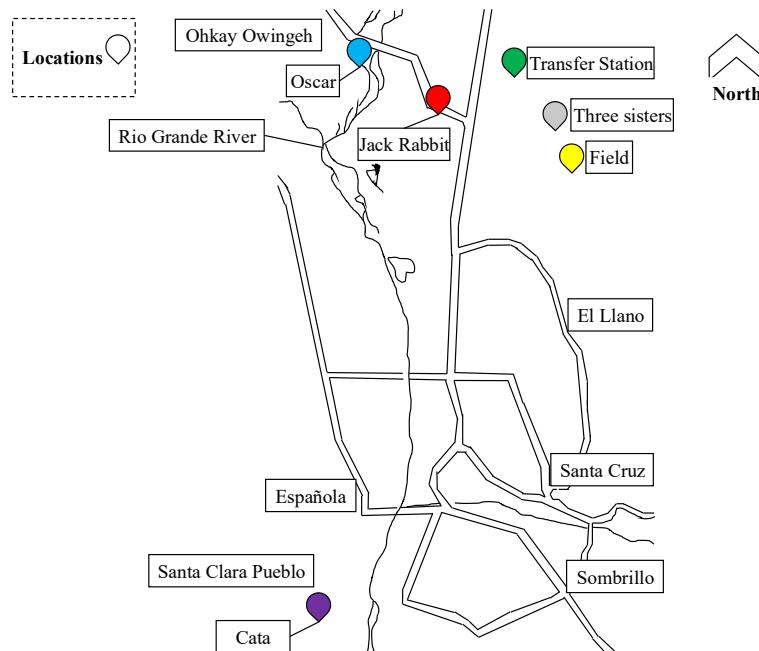 Locations
Ohkay Owingeh
Oscar
Transfer Station
North
Three sisters
Rio Grande River
Jack Rabbit
Field
El Llano
Santa Cruz
Española
Santa Clara Pueblo
Sombrillo
Cata